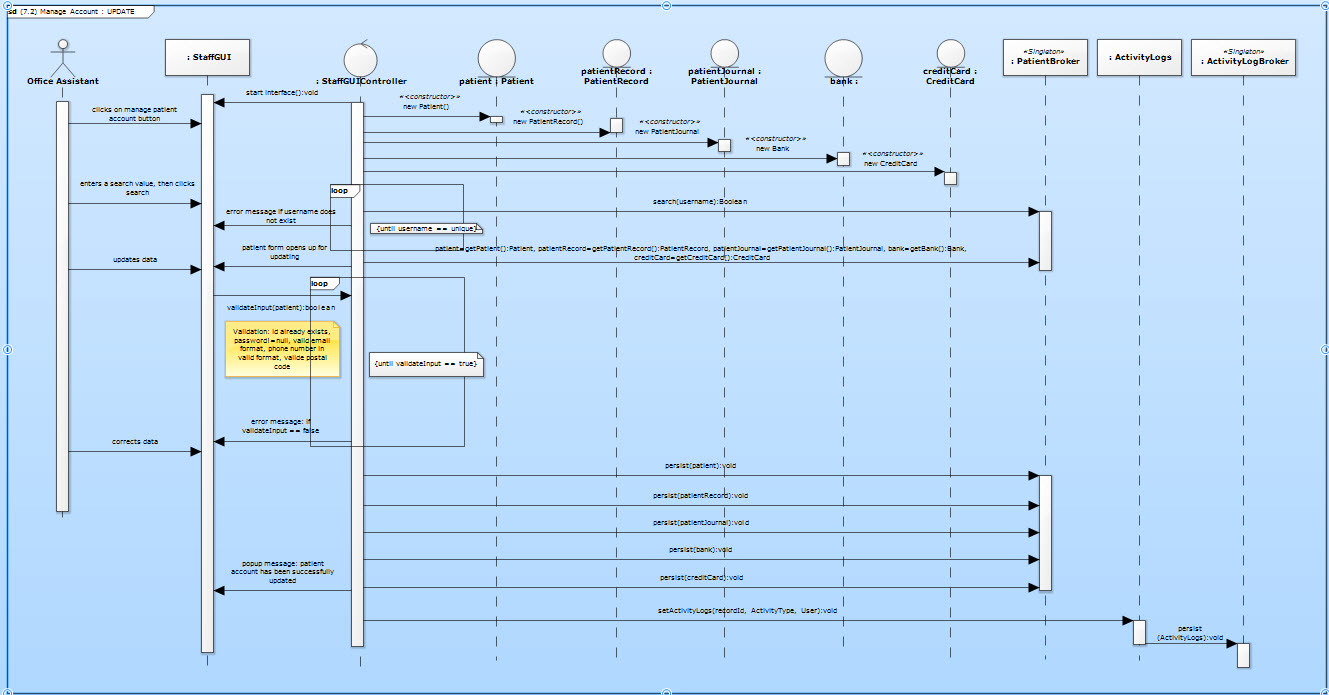 sd (7.2) Manage Account : UPDATE
Office Assistant
: StaffGUI
: StaffGUIController
patient : Patient
patientRecord :
PatientRecord
patientJournal :
PatientJournal
bank :
creditCard :
CreditCard
«Singleton»
: PatientBroker
: ActivityLogs
«Singleton»
: ActivityLogBroker
start interface():void
«<constructor>»
new Patient()
«<constructor>»
new PatientRecord()
«<constructor>»
new PatientJournal
«<constructor>»
new Bank
«<constructor>»
new CreditCard
clicks on manage patient
account button
enters a search value, then clicks
search
loop
search(username):Boolean
error message if username does
not exist
{until username == unique}
patient form opens up for
updating
patient=getPatient():Patient, patientRecord=getPatientRecord():PatientRecord, patientJournal=getPatientJournal():PatientJournal, bank=getBank():Bank,
creditCard=getCreditCard():CreditCard
updates data
loop
validateInput(patient):boolean
Validation: id already exists,
password!=null, valid email
format, phone number in
valid format, valide postal
code
{until validateInput == true}
error message: if
validateInput == false
corrects data
persist(patient):void
persist(patientRecord):void
persist(patientJournal):void
persist(bank):void
persist(creditCard):void
popup message: patient
account has been successfully
updated
setActivityLogs(recordId, ActivityType, User):void
persist
(ActivityLogs):void